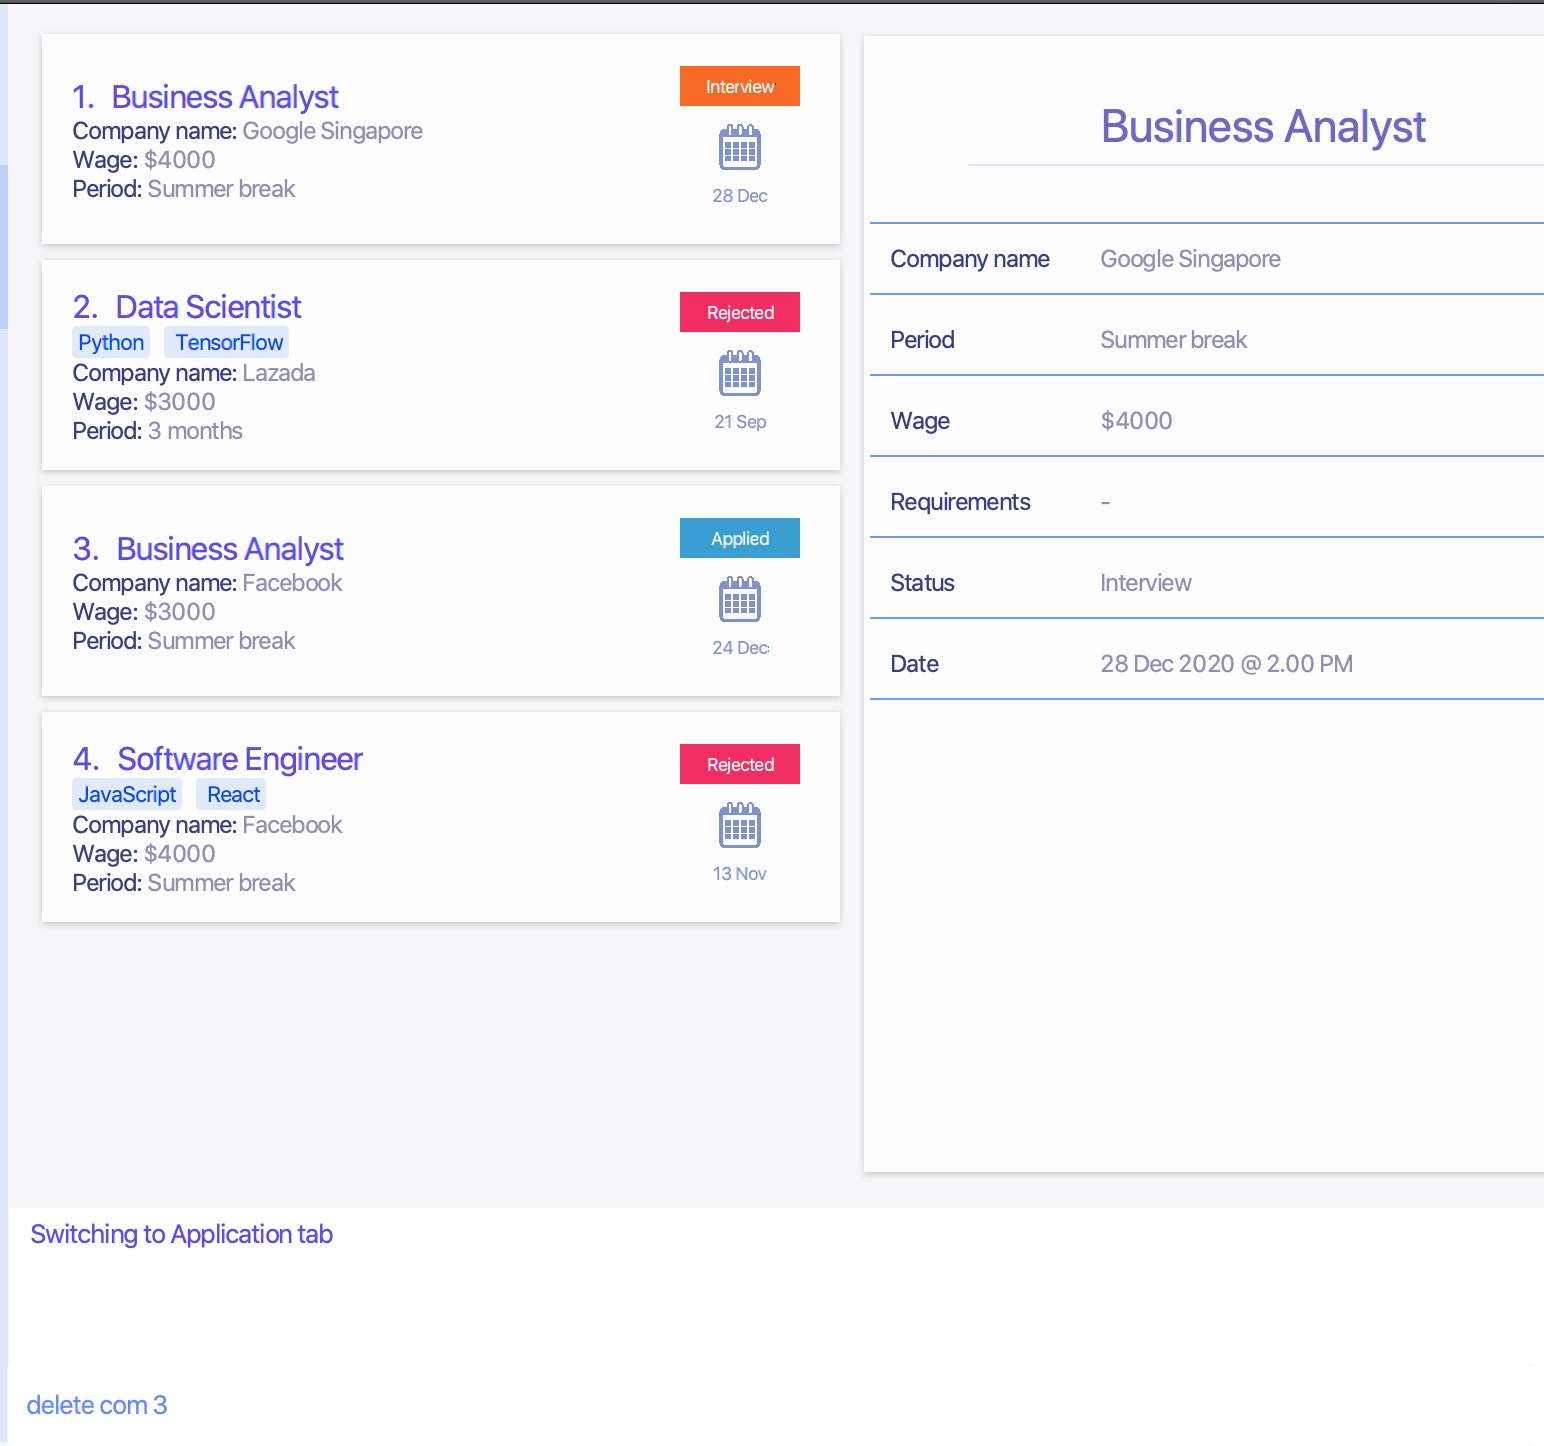 1. Business Analyst
Company name: Google Singapore
Wage: $4000
Period: Summer break
Interview
28 Dec
2. Data Scientist
Python TensorFlow
Company name: Lazada
Wage: $3000
Period: 3 months
Rejected
21 Sep
3. Business Analyst
Company name: Facebook
Wage: $3000
Period: Summer break
Applied
24 Dec
4. Software Engineer
JavaScript React
Company name: Facebook
Wage: $4000
Period: Summer break
Rejected
13 Nov
Business Analyst
Company name Google Singapore
Period Summer break
Wage $4000
Requirements -
Status Interview
Date 28 Dec 2020 @ 2.00 PM
Switching to Application tab
delete com 3